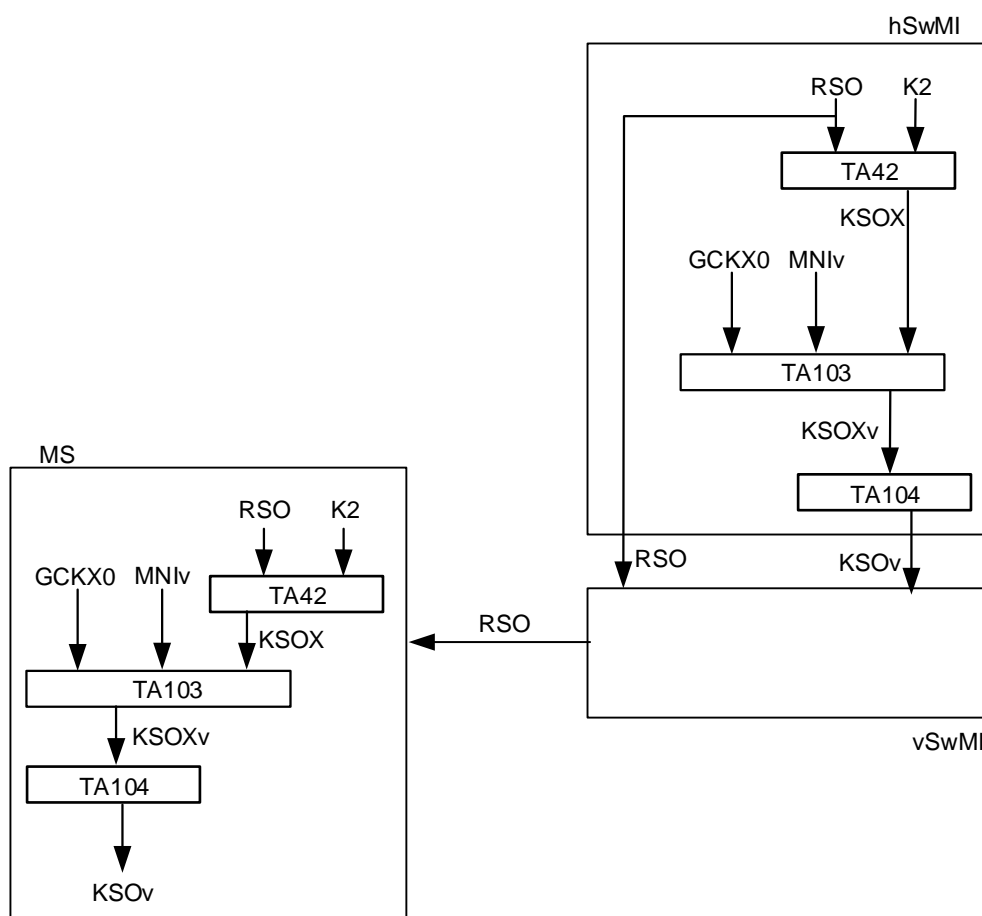 hSwMI
RSO K2
TA42
KSOX
GCKX0 MNIv
TA103
KSOXv
TA104
RSO KSOv
vSwMI
RSO
MS
RSO K2
GCKX0 MNIv
TA42
KSOX
TA103
KSOXv
TA104
KSOv